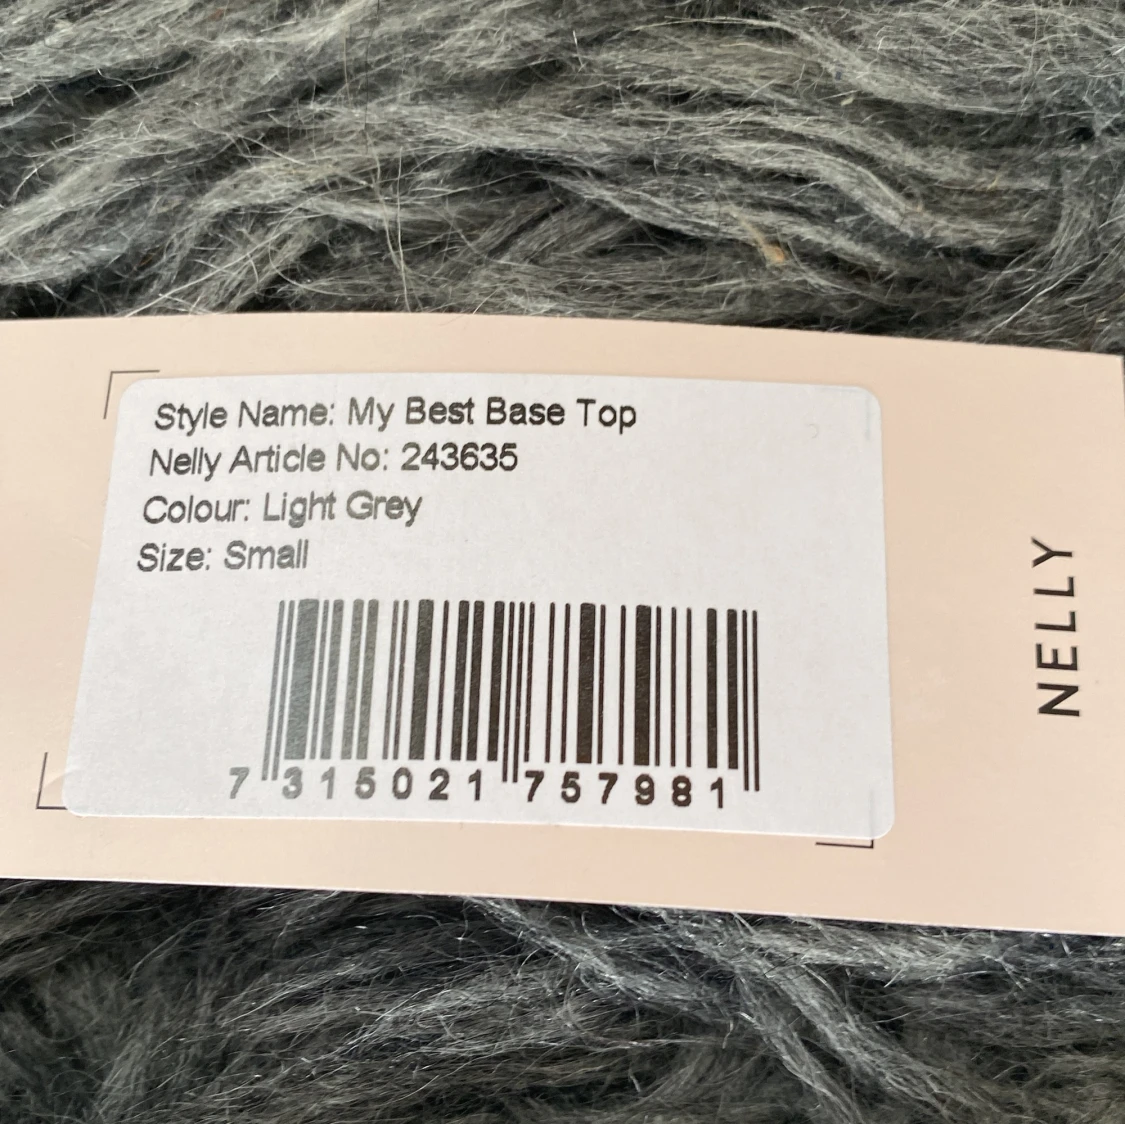 Style Name: My Best Base Top
Nelly Article No: 243635
Colour: Light Grey
Size: Small
7 315021 757981
NELLY